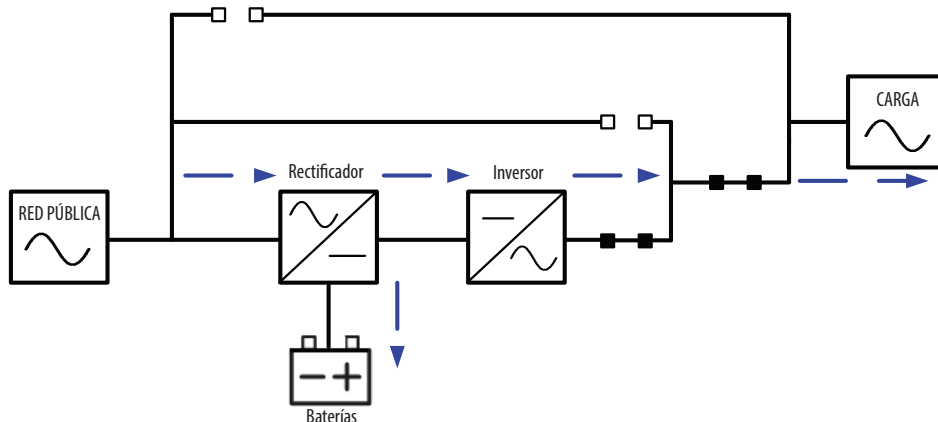 CARGA
Rectificador
Inversor
RED PÚBLICA
Baterías